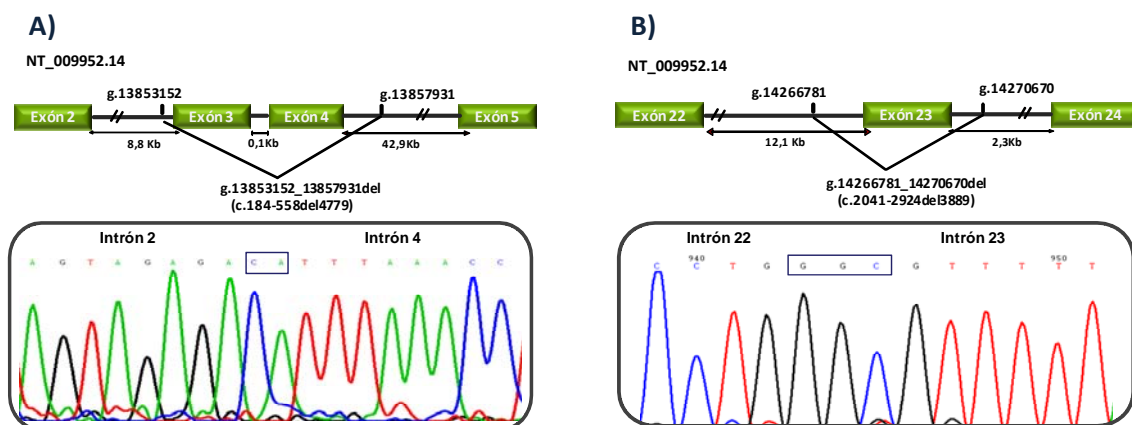 A)
NT_009952.14
g.13853152
g.13857931
Exón 2
Exón 3
Exón 4
Exón 5
8,8 Kb
0,1Kb
42,9Kb
g.13853152_13857931del
(c.184-558del4779)
Intrón 2
Intrón 4
A G T A G A G A C A T T T A A A C C
B)
NT_009952.14
g.14266781
g.14270670
Exón 22
Exón 23
Exón 24
12,1 Kb
2,3Kb
g.14266781_14270670del
(c.2041-2924del3889)
Intrón 22
Intrón 23
940
950
C C T G G G C G T T T T T